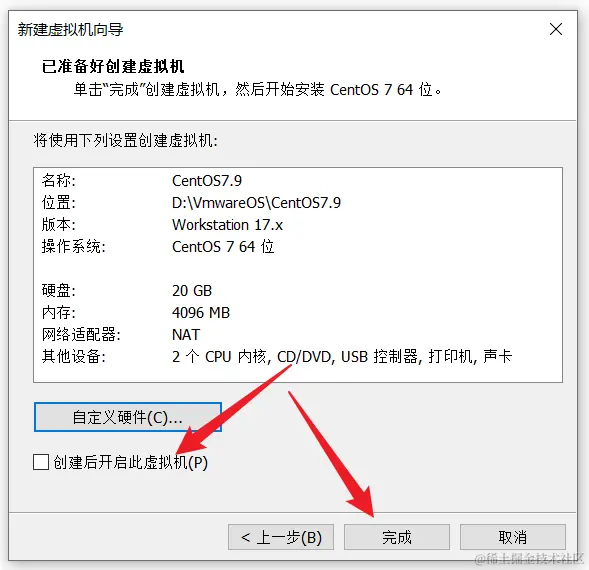 新建虚拟机向导
已准备好创建虚拟机
单击“完成”创建虚拟机，然后开始安装 CentOS 7 64 位。
将使用下列设置创建虚拟机:
名称: CentOS7.9
位置: D:\VmwareOS\CentOS7.9
版本: Workstation 17.x
操作系统: CentOS 7 64 位
硬盘: 20 GB
内存: 4096 MB
网络适配器: NAT
其他设备: 2 个 CPU 内核, CD/DVD, USB 控制器, 打印机, 声卡
自定义硬件(C)...
创建后开启此虚拟机(P)
< 上一步(B) 完成 取消
@稀土掘金技术社区